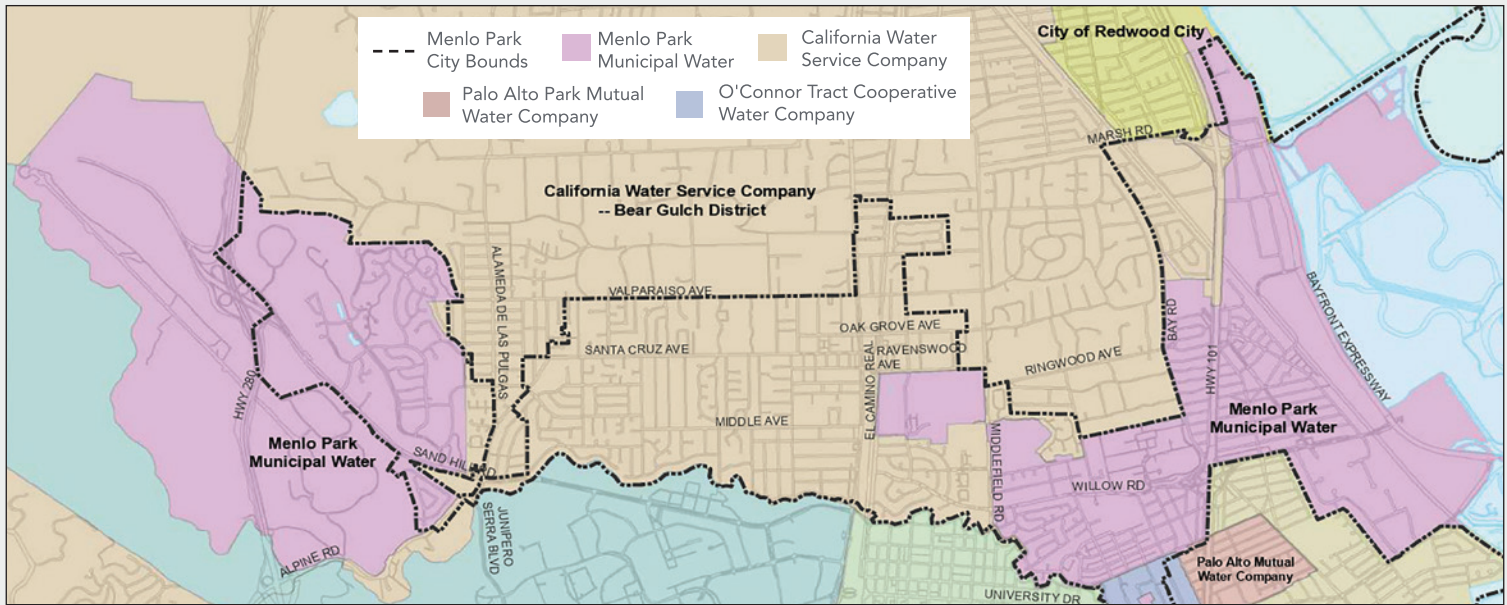 Menlo Park
City Bounds
Menlo Park
Municipal Water
California Water
Service Company
Palo Alto Park Mutual
Water Company
O'Connor Tract Cooperative
Water Company
City of Redwood City
MARSH RD
California Water Service Company
-- Bear Gulch District
ALAMEDA DE LAS PULGAS
VALPARAISO AVE
BAYFRONT EXPRESSWAY
BAY RD
OAK GROVE AVE
SANTA CRUZ AVE
RAVENSWOOD
AVE
RINGWOOD AVE
HWY 101
EL CAMINO REAL
HWY 280
MIDDLE AVE
Menlo Park
Municipal Water
Menlo Park
Municipal Water
SAND HILL RD
MIDDLEFIELD RD
WILLOW RD
JUNIPERO
SERRA BLVD
ALPINE RD
Palo Alto Mutual
Water Company
UNIVERSITY DR